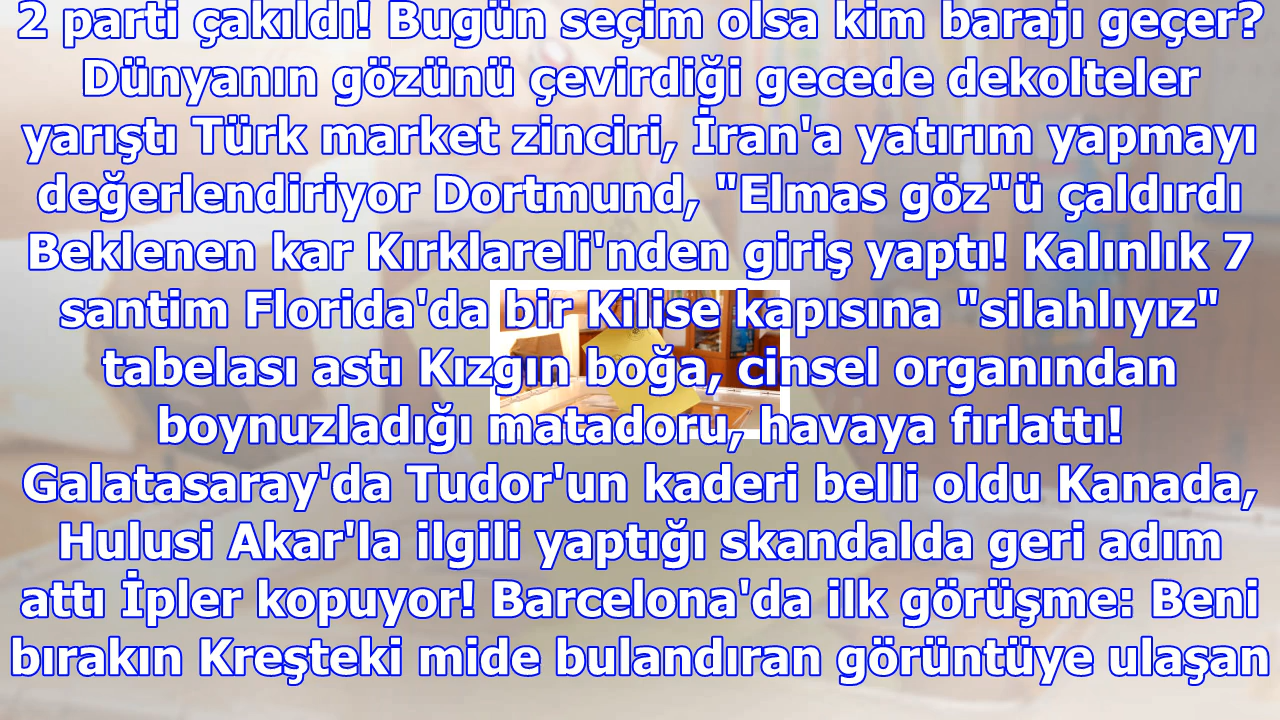 2 parti çakıldı! Bugün seçim olsa kim barajı geçer?
Dünyanın gözünü çevirdiği gecede dekolteler
yarıştı Türk market zinciri, İran'a yatırım yapmayı
değerlendiriyor Dortmund, "Elmas göz"ü çaldırdı
Beklenen kar Kırklareli'nden giriş yaptı! Kalınlık 7
santim Florida'da bir Kilise kapısına "silahlıyız"
tabelası astı Kızgın boğa, cinsel organından
boynuzladığı matadoru, havaya fırlattı!
Galatasaray'da Tudor'un kaderi belli oldu Kanada,
Hulusi Akar'la ilgili yaptığı skandalda geri adım
attı İpler kopuyor! Barcelona'da ilk görüşme: Beni
bırakın Kreşteki mide bulandıran görüntüye ulaşan